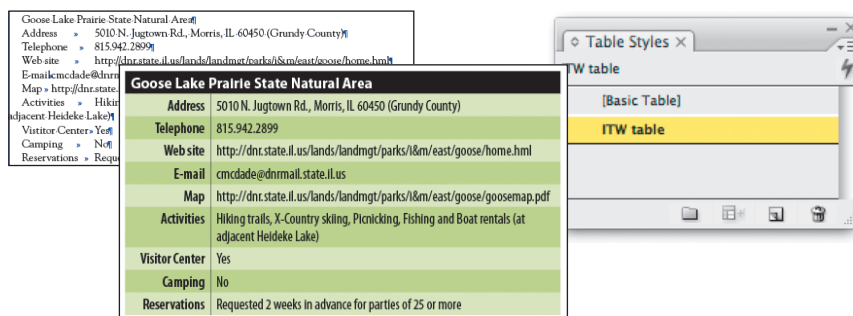 Goose Lake Prairie State Natural Area¶
Address » 5010 N. Jugtown Rd., Morris, IL 60450 (Grundy County)¶
Telephone » 815.942.2899¶
Web site » http://dnr.state.il.us/lands/landmgt/parks/i&m/east/goose/home.hml¶
E-mail cmcdade@dnrm
Map » http://dnr.state.
Activities » Hikin
adjacent Heideke Lake)¶
Vistitor Center » Yes¶
Camping » No¶
Reservations » Reque
Goose Lake Prairie State Natural Area
Address 5010 N. Jugtown Rd., Morris, IL 60450 (Grundy County)
Telephone 815.942.2899
Web site http://dnr.state.il.us/lands/landmgt/parks/i&m/east/goose/home.hml
E-mail cmcdade@dnrmail.state.il.us
Map http://dnr.state.il.us/lands/landmgt/parks/i&m/east/goose/goosemap.pdf
Activities Hiking trails, X-Country skiing, Picnicking, Fishing and Boat rentals (at
adjacent Heideke Lake)
Visitor Center Yes
Camping No
Reservations Requested 2 weeks in advance for parties of 25 or more
Table Styles
TW table
[Basic Table]
ITW table